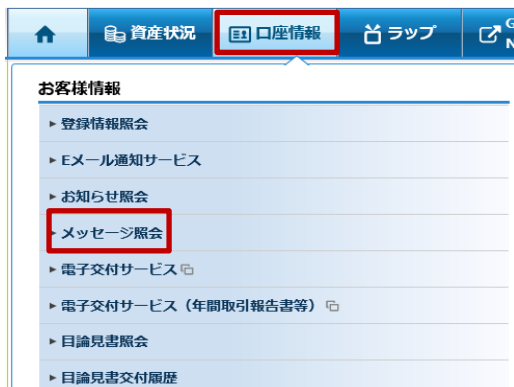 資産状況 口座情報 ラップ G
N
お客様情報
登録情報照会
Eメール通知サービス
お知らせ照会
メッセージ照会
電子交付サービス
電子交付サービス（年間取引報告書等）
目論見書照会
目論見書交付履歴